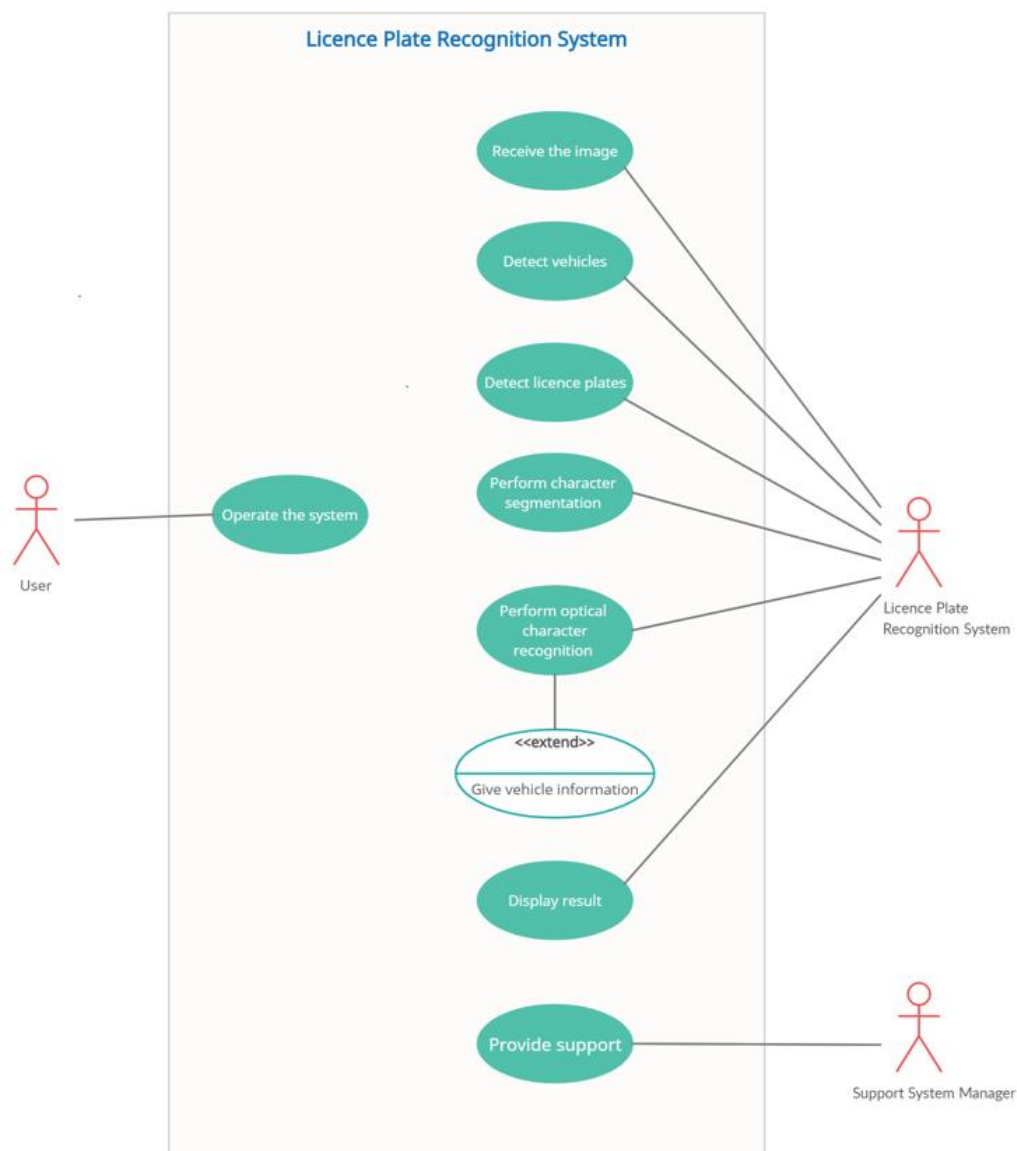 Licence Plate Recognition System
Receive the image
Detect vehicles
Detect licence plates
Perform character
segmentation
Operate the system
User
Perform optical
character
recognition
Licence Plate
Recognition System
<<extend>>
Give vehicle information
Display result
Provide support
Support System Manager